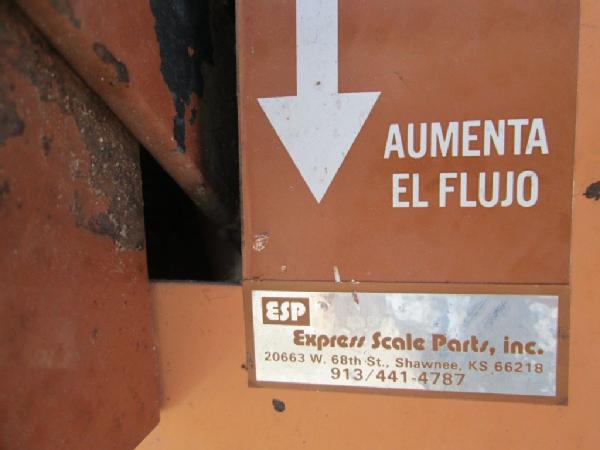 AUMENTA
EL FLUJO
ESP
Express Scale Parts, inc.
20663 W. 68th St., Shawnee, KS 66218
913/441-4787